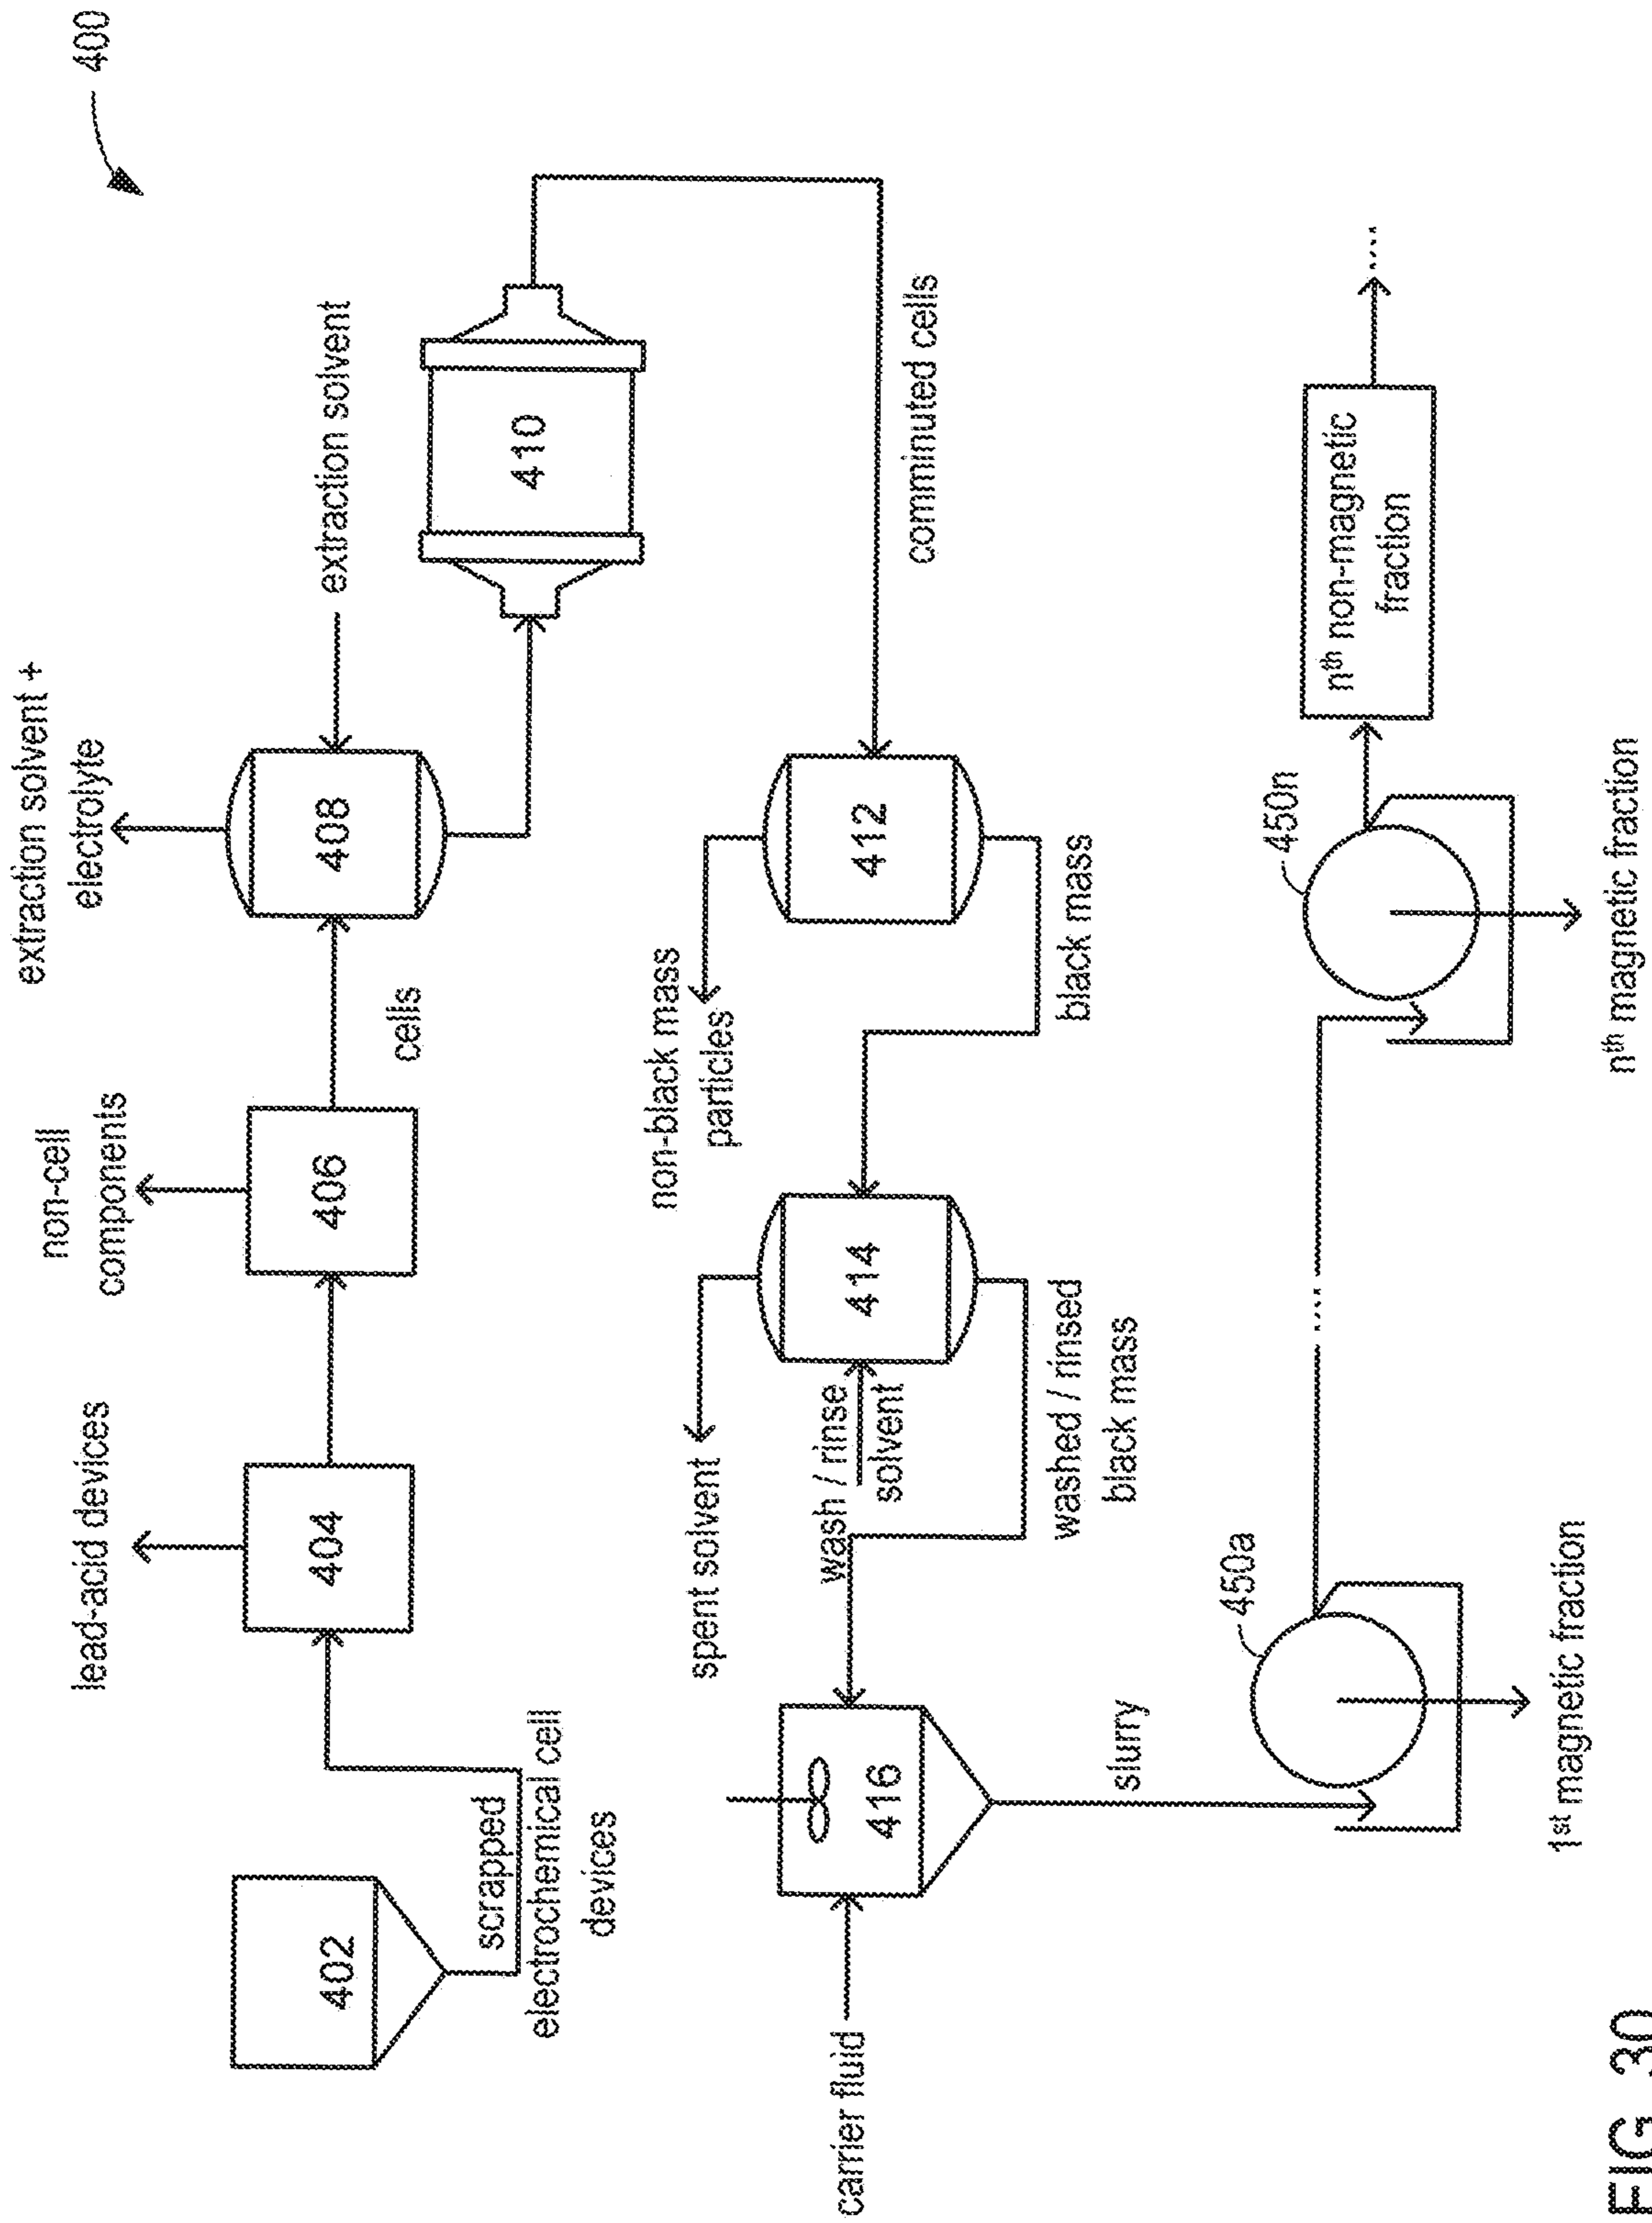 400
extraction solvent +
electrolyte
non-cell
components
lead-acid devices
extraction solvent
402
404
406
408
410
cells
scrapped
electrochemical cell
devices
comminuted cells
non-black mass
particles
spent solvent
wash / rinse
solvent
412
414
416
carrier fluid
black mass
washed / rinsed
black mass
slurry
450a
450n
nth non-magnetic
fraction
1st magnetic fraction
nth magnetic fraction
FIG. 30